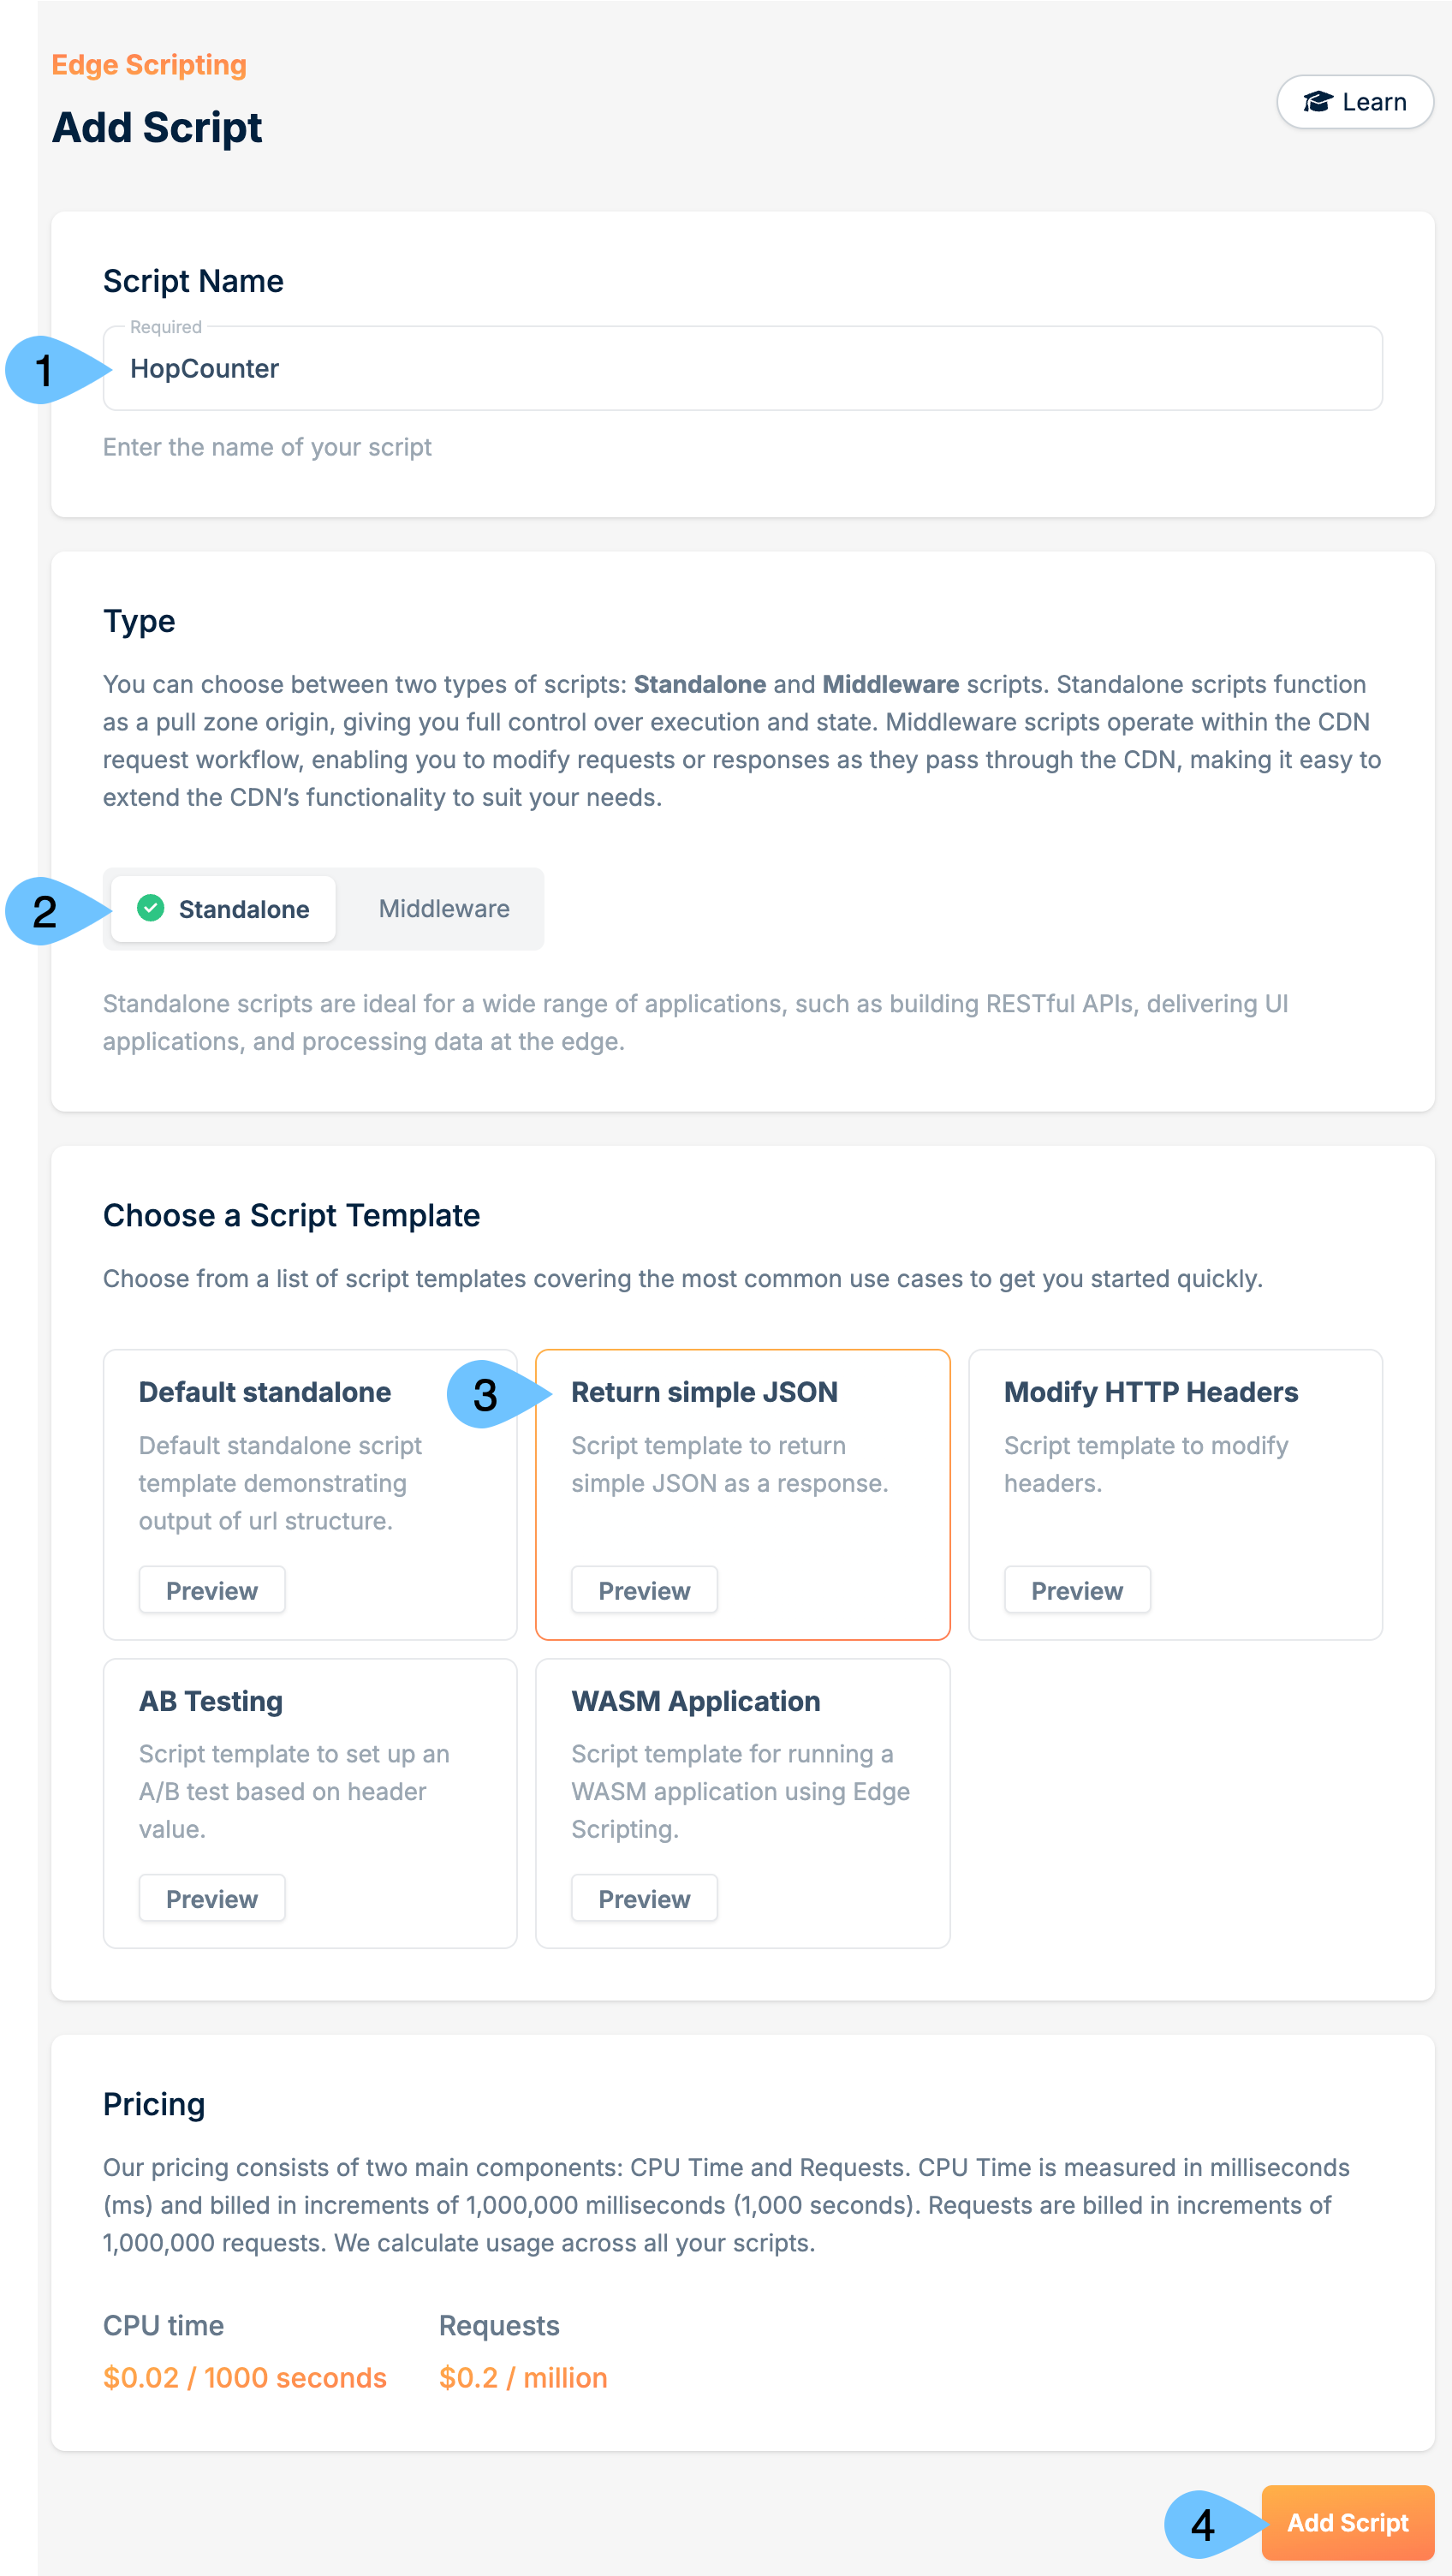 Edge Scripting
Add Script
Learn
Script Name
Required
1
HopCounter
Enter the name of your script
Type
You can choose between two types of scripts: Standalone and Middleware scripts. Standalone scripts function
as a pull zone origin, giving you full control over execution and state. Middleware scripts operate within the CDN
request workflow, enabling you to modify requests or responses as they pass through the CDN, making it easy to
extend the CDN’s functionality to suit your needs.
2
Standalone
Middleware
Standalone scripts are ideal for a wide range of applications, such as building RESTful APIs, delivering UI
applications, and processing data at the edge.
Choose a Script Template
Choose from a list of script templates covering the most common use cases to get you started quickly.
Default standalone
Default standalone script
template demonstrating
output of url structure.
Preview
3
Return simple JSON
Script template to return
simple JSON as a response.
Preview
Modify HTTP Headers
Script template to modify
headers.
Preview
AB Testing
Script template to set up an
A/B test based on header
value.
Preview
WASM Application
Script template for running a
WASM application using Edge
Scripting.
Preview
Pricing
Our pricing consists of two main components: CPU Time and Requests. CPU Time is measured in milliseconds
(ms) and billed in increments of 1,000,000 milliseconds (1,000 seconds). Requests are billed in increments of
1,000,000 requests. We calculate usage across all your scripts.
CPU time
$0.02 / 1000 seconds
Requests
$0.2 / million
4
Add Script